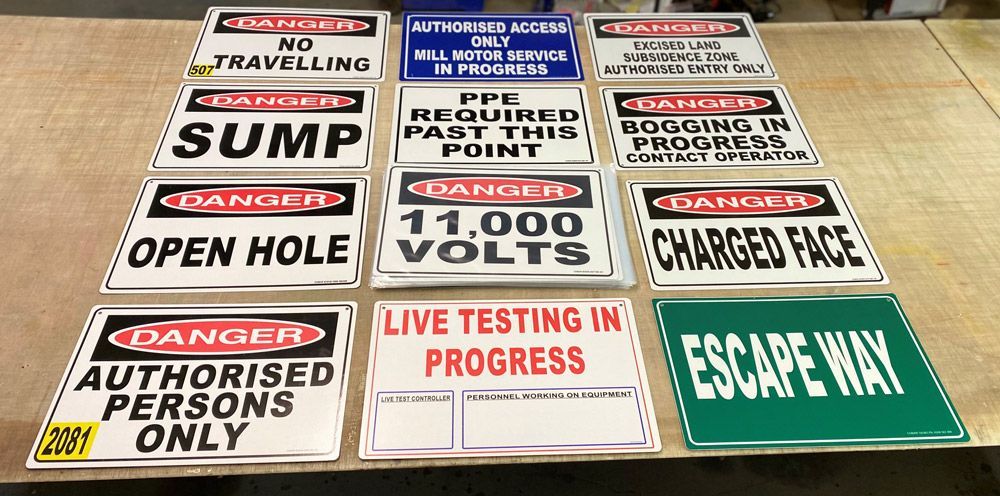 DANGER
NO
TRAVELLING
507
AUTHORISED ACCESS
ONLY
MILL MOTOR SERVICE
IN PROGRESS
DANGER
EXCISED LAND
SUBSIDENCE ZONE
AUTHORISED ENTRY ONLY
DANGER
SUMP
PPE
REQUIRED
PAST THIS
POINT
DANGER
BOGGING IN
PROGRESS
CONTACT OPERATOR
DANGER
OPEN HOLE
DANGER
11,000
VOLTS
DANGER
CHARGED FACE
DANGER
AUTHORISED
PERSONS
ONLY
2081
LIVE TESTING IN
PROGRESS
LIVE TEST CONTROLLER
PERSONNEL WORKING ON EQUIPMENT
ESCAPE WAY